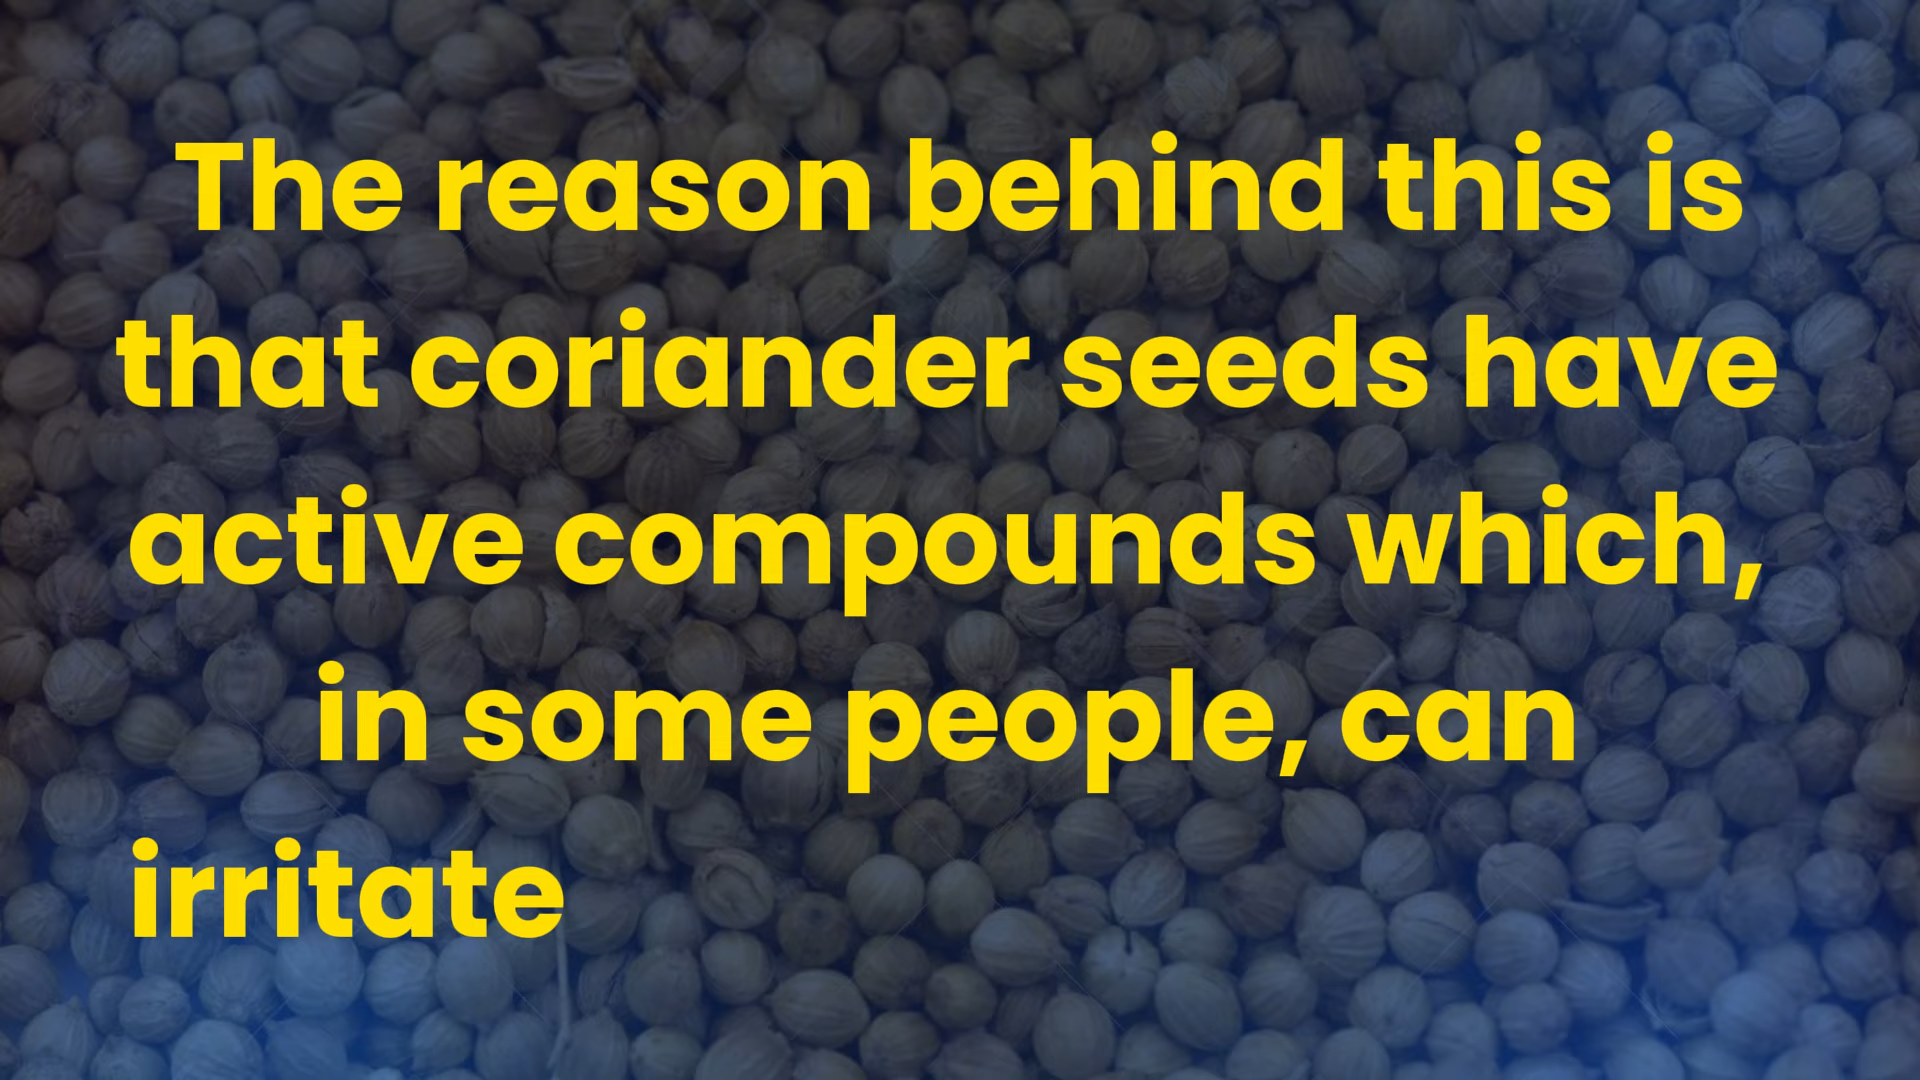 The reason behind this is
that coriander seeds have
active compounds which,
in some people, can
irritate